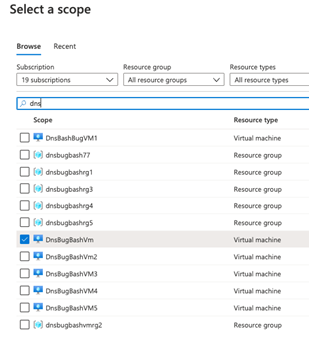 Select a scope
Browse Recent
Subscription Resource group Resource types
19 subscriptions All resource groups All resource types
dns
Scope Resource type
DnsBashBugVM1 Virtual machine
dnsbugbash77 Resource group
dnsbugbashrg1 Resource group
dnsbugbashrg3 Resource group
dnsbugbashrg4 Resource group
dnsbugbashrg5 Resource group
DnsBugBashVm Virtual machine
DnsBugBashVm2 Virtual machine
DnsBugBashVM3 Virtual machine
DnsBugBashVM4 Virtual machine
DnsBugBashVM5 Virtual machine
dnsbugbashvmrg2 Resource group